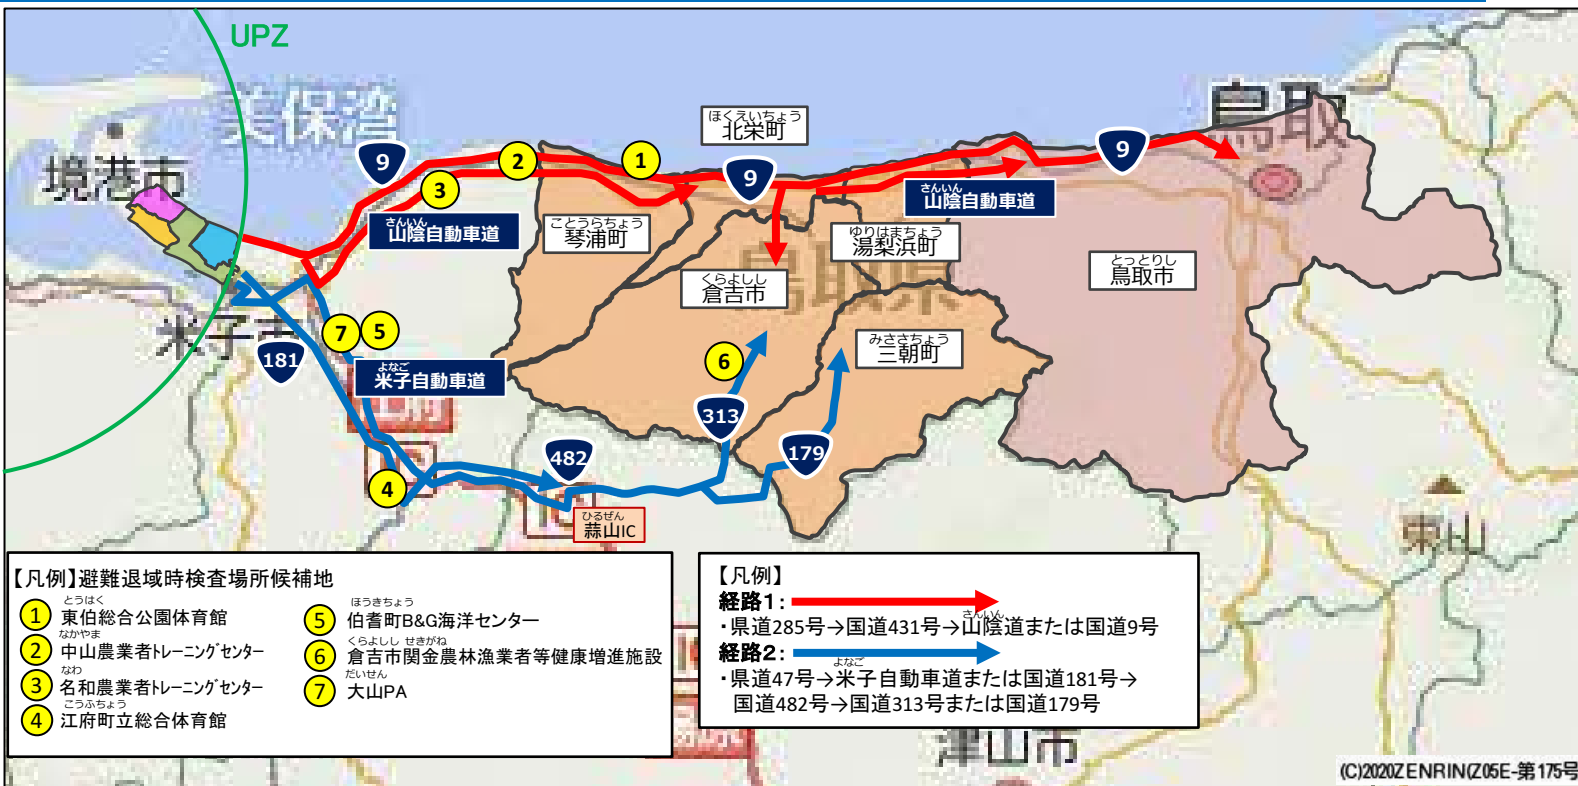 UPZ
美保湾
鳥取
境港市
米子市
鳥取県
東山
津山市
9
2
1
3
ほくえいちょう
北栄町
9
9
さんいん
山陰自動車道
さんいん
山陰自動車道
ことうらちょう
琴浦町
ゆりはまちょう
湯梨浜町
くらよしし
倉吉市
とっとりし
鳥取市
みささちょう
三朝町
7
5
6
181
よなご
米子自動車道
313
179
482
4
ひるぜん
蒜山IC
【凡例】避難退域時検査場所候補地
とうはく
1 東伯総合公園体育館
なかやま
2 中山農業者トレーニングセンター
なわ
3 名和農業者トレーニングセンター
こうふちょう
4 江府町立総合体育館
ほうきちょう
5 伯耆町B&G海洋センター
くらよしし せきがね
6 倉吉市関金農林漁業者等健康増進施設
だいせん
7 大山PA
【凡例】
経路1:
さんいん
・県道285号→国道431号→山陰道または国道9号
経路2:
よなご
・県道47号→米子自動車道または国道181号→
国道482号→国道313号または国道179号
(C)2020ZENRIN(Z05E-第175号